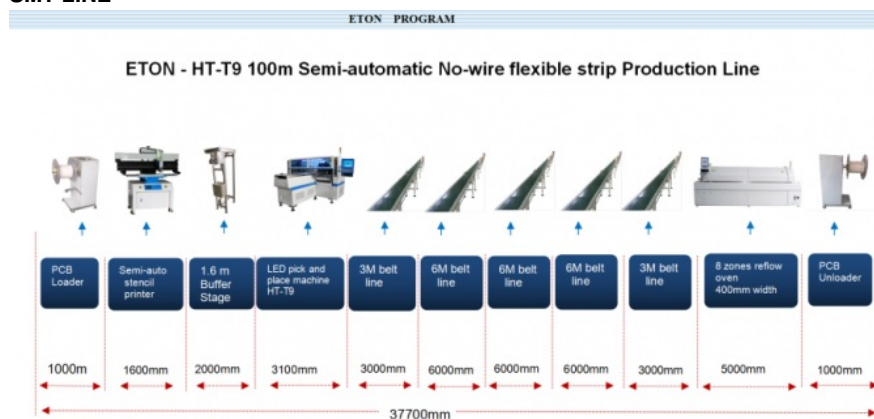 ETON PROGRAM
ETON - HT-T9 100m Semi-automatic No-wire flexible strip Production Line
PCB
Loader
Semi-auto
stencil
printer
1.6 m
Buffer
Stage
LED pick and
place machine
HT-T9
3M belt
line
6M belt
line
6M belt
line
6M belt
line
3M belt
line
8 zones reflow
oven
400mm width
PCB
Unloader
1000m
1600mm
2000mm
3100mm
3000mm
6000mm
6000mm
6000mm
3000mm
5000mm
1000mm
37700mm